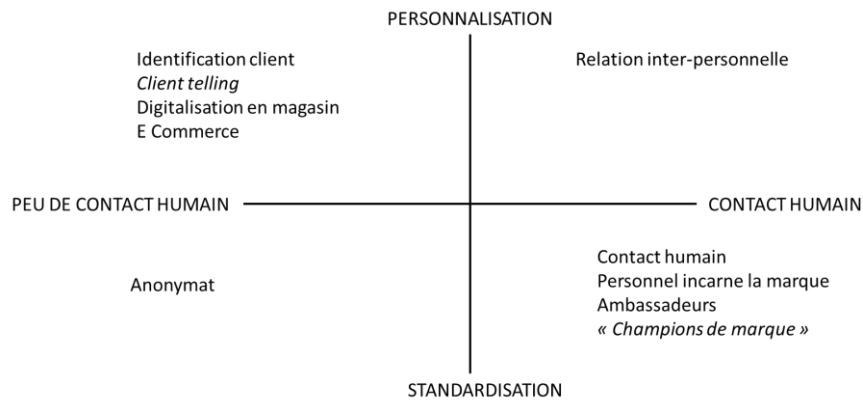 PERSONNALISATION
Identification client
Client telling
Digitalisation en magasin
E Commerce
Relation inter-personnelle
PEU DE CONTACT HUMAIN
CONTACT HUMAIN
Anonymat
Contact humain
Personnel incarne la marque
Ambassadeurs
« Champions de marque »
STANDARDISATION